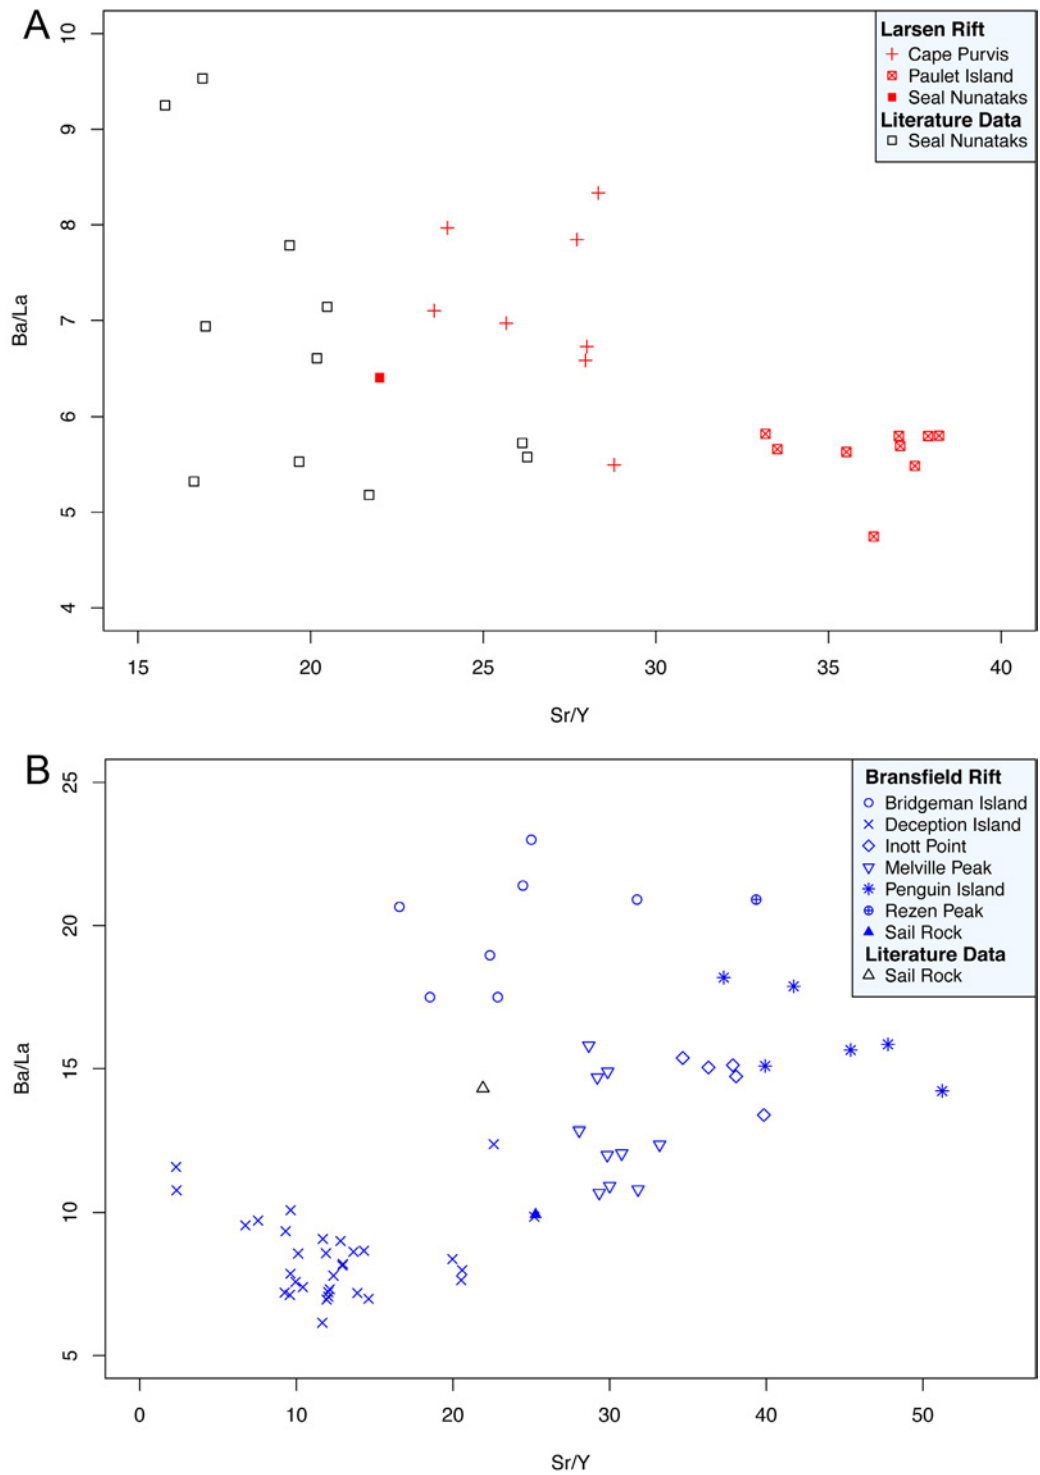 A
10
9
8
7
6
5
4
Ba/La
15 20 25 30 35 40
Sr/Y
Larsen Rift
Cape Purvis
Paulet Island
Seal Nunataks
Literature Data
Seal Nunataks
B
25
20
15
10
5
Ba/La
0 10 20 30 40 50
Sr/Y
Bransfield Rift
Bridgeman Island
Deception Island
Inott Point
Melville Peak
Penguin Island
Rezen Peak
Sail Rock
Literature Data
Sail Rock